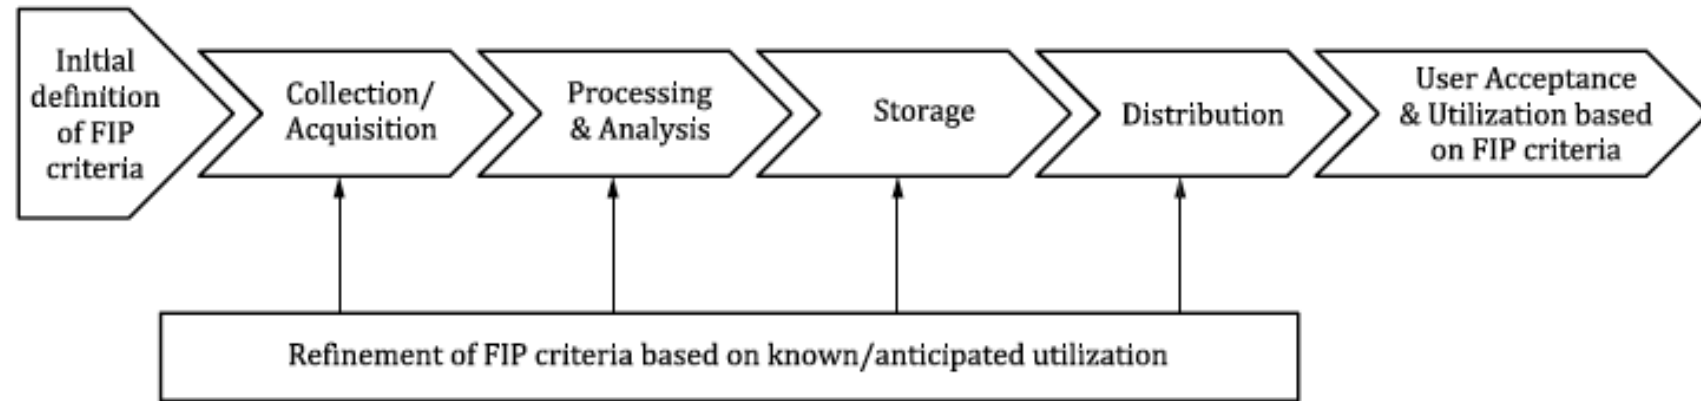 Initial
definition
of FIP
criteria
Collection/
Acquisition
Processing
& Analysis
Storage
Distribution
User Acceptance
& Utilization based
on FIP criteria
Refinement of FIP criteria based on known/anticipated utilization